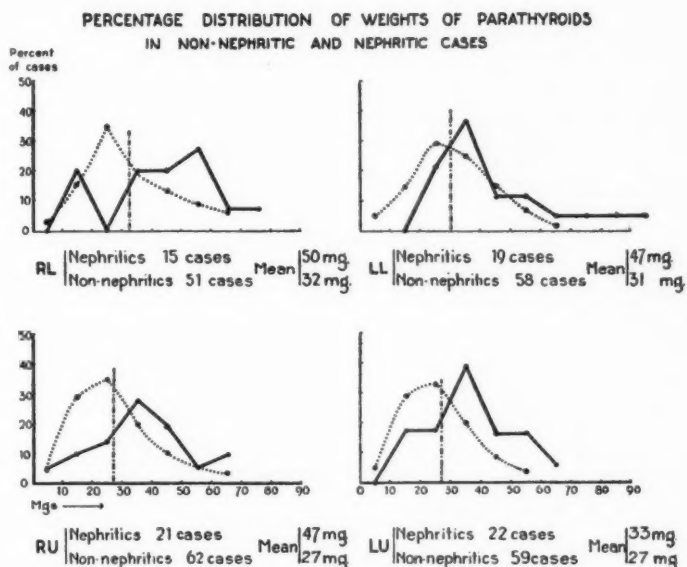 PERCENTAGE DISTRIBUTION OF WEIGHTS OF PARATHYROIDS
IN NON-NEPHRITIC AND NEPHRITIC CASES
Percent
of cases
50
40
30
20
10
0
RL Nephritics 15 cases Mean 50 mg.
Non-nephritics 51 cases 32 mg.
LL Nephritics 19 cases Mean 47 mg.
Non-nephritics 58 cases 31 mg.
50
40
30
20
10
0
10 20 30 40 50 60 70 80 90
0 10 20 30 40 50 60 70 80 90
Mgs
RU Nephritics 21 cases Mean 47 mg.
Non-nephritics 62 cases 27 mg.
LU Nephritics 22 cases Mean 33 mg.
Non-nephritics 59 cases 27 mg.